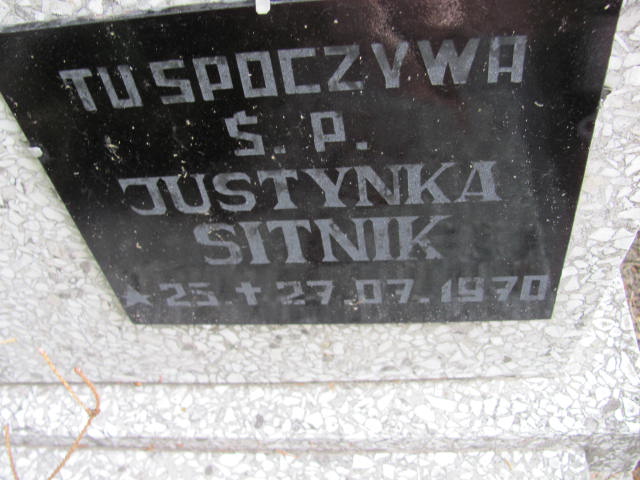 TU SPOCZYWA
Ś. P.
JUSTYNKA
SITNIK
★ 25. ✝ 27.07.1970